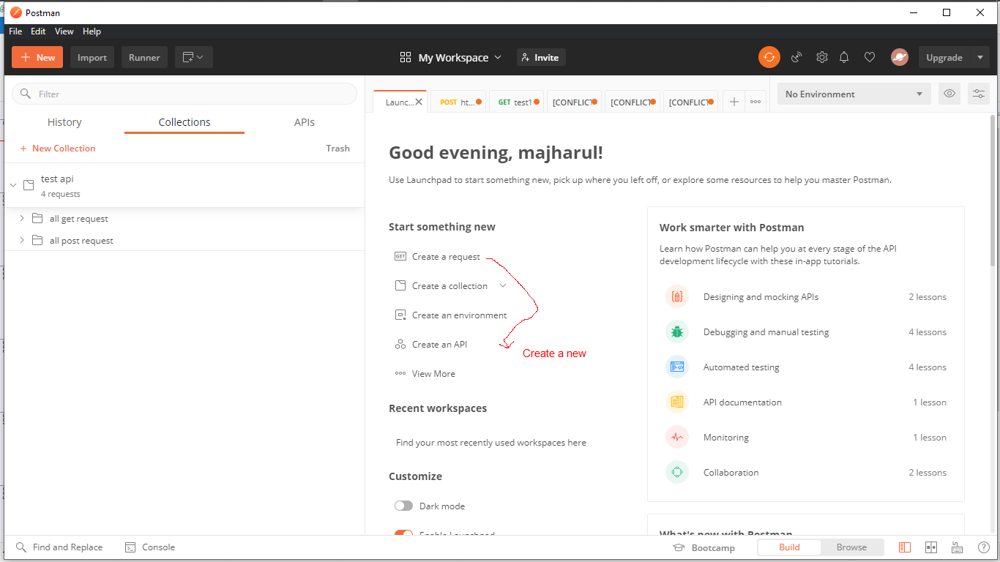 Postman
File Edit View Help
New Import Runner My Workspace Invite Upgrade
Filter
History Collections APIs
New Collection Trash
test api
4 requests
all get request
all post request
Launc... POST ht... GET test1 [CONFLICT [CONFLICT [CONFLICT No Environment
Good evening, majharul!
Use Launchpad to start something new, pick up where you left off, or explore some resources to help you master Postman.
Start something new
GET Create a request
Create a collection
Create an environment
Create an API
Create a new
View More
Recent workspaces
Find your most recently used workspaces here
Customize
Dark mode
Enable Launchpad
Work smarter with Postman
Learn how Postman can help you at every stage of the API
development lifecycle with these in-app tutorials.
Designing and mocking APIs 2 lessons
Debugging and manual testing 4 lessons
Automated testing 4 lessons
API documentation 1 lesson
Monitoring 1 lesson
Collaboration 2 lessons
What's new with Postman
Find and Replace Console Bootcamp Build Browse